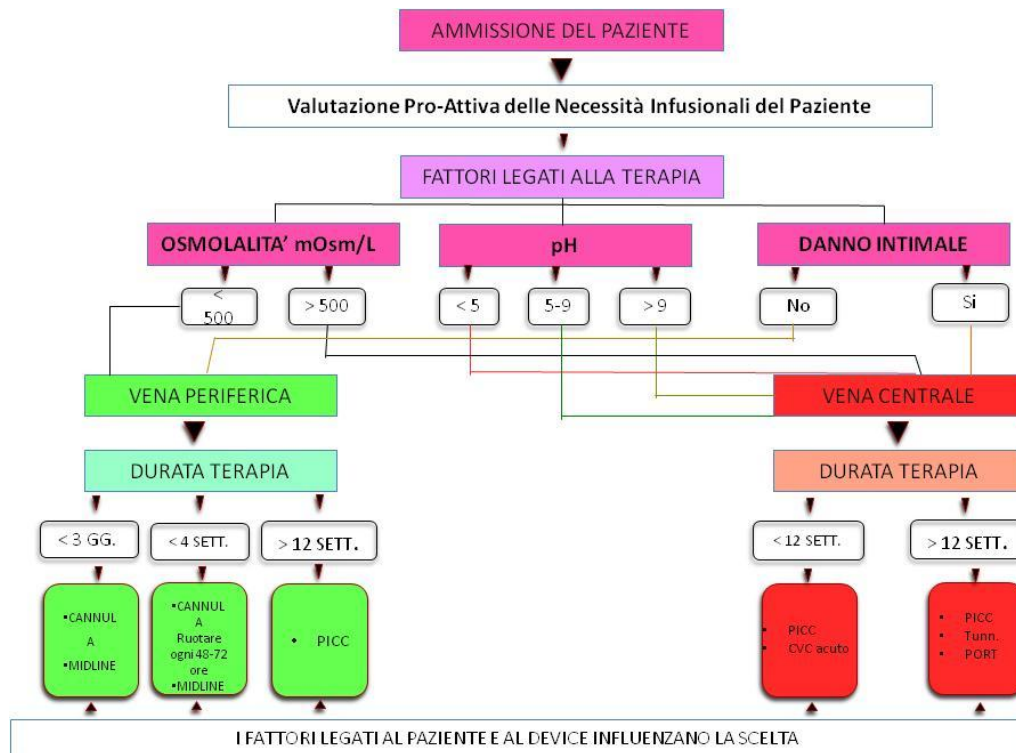 AMMISSIONE DEL PAZIENTE
Valutazione Pro-Attiva delle Necessità Infusionali del Paziente
FATTORI LEGATI ALLA TERAPIA
OSMOLALITA’ mOsm/L
pH
DANNO INTIMALE
<
500
> 500
< 5
5-9
> 9
No
Si
VENA PERIFERICA
VENA CENTRALE
DURATA TERAPIA
DURATA TERAPIA
< 3 GG.
< 4 SETT.
> 12 SETT.
< 12 SETT.
> 12 SETT.
▪CANNUL
A
▪MIDLINE
▪CANNUL
A
Ruotare
ogni 48-72
ore
▪MIDLINE
• PICC
▪ PICC
▪ CVC acuto
▪ PICC
▪ Tunn.
▪ PORT
I FATTORI LEGATI AL PAZIENTE E AL DEVICE INFLUENZANO LA SCELTA